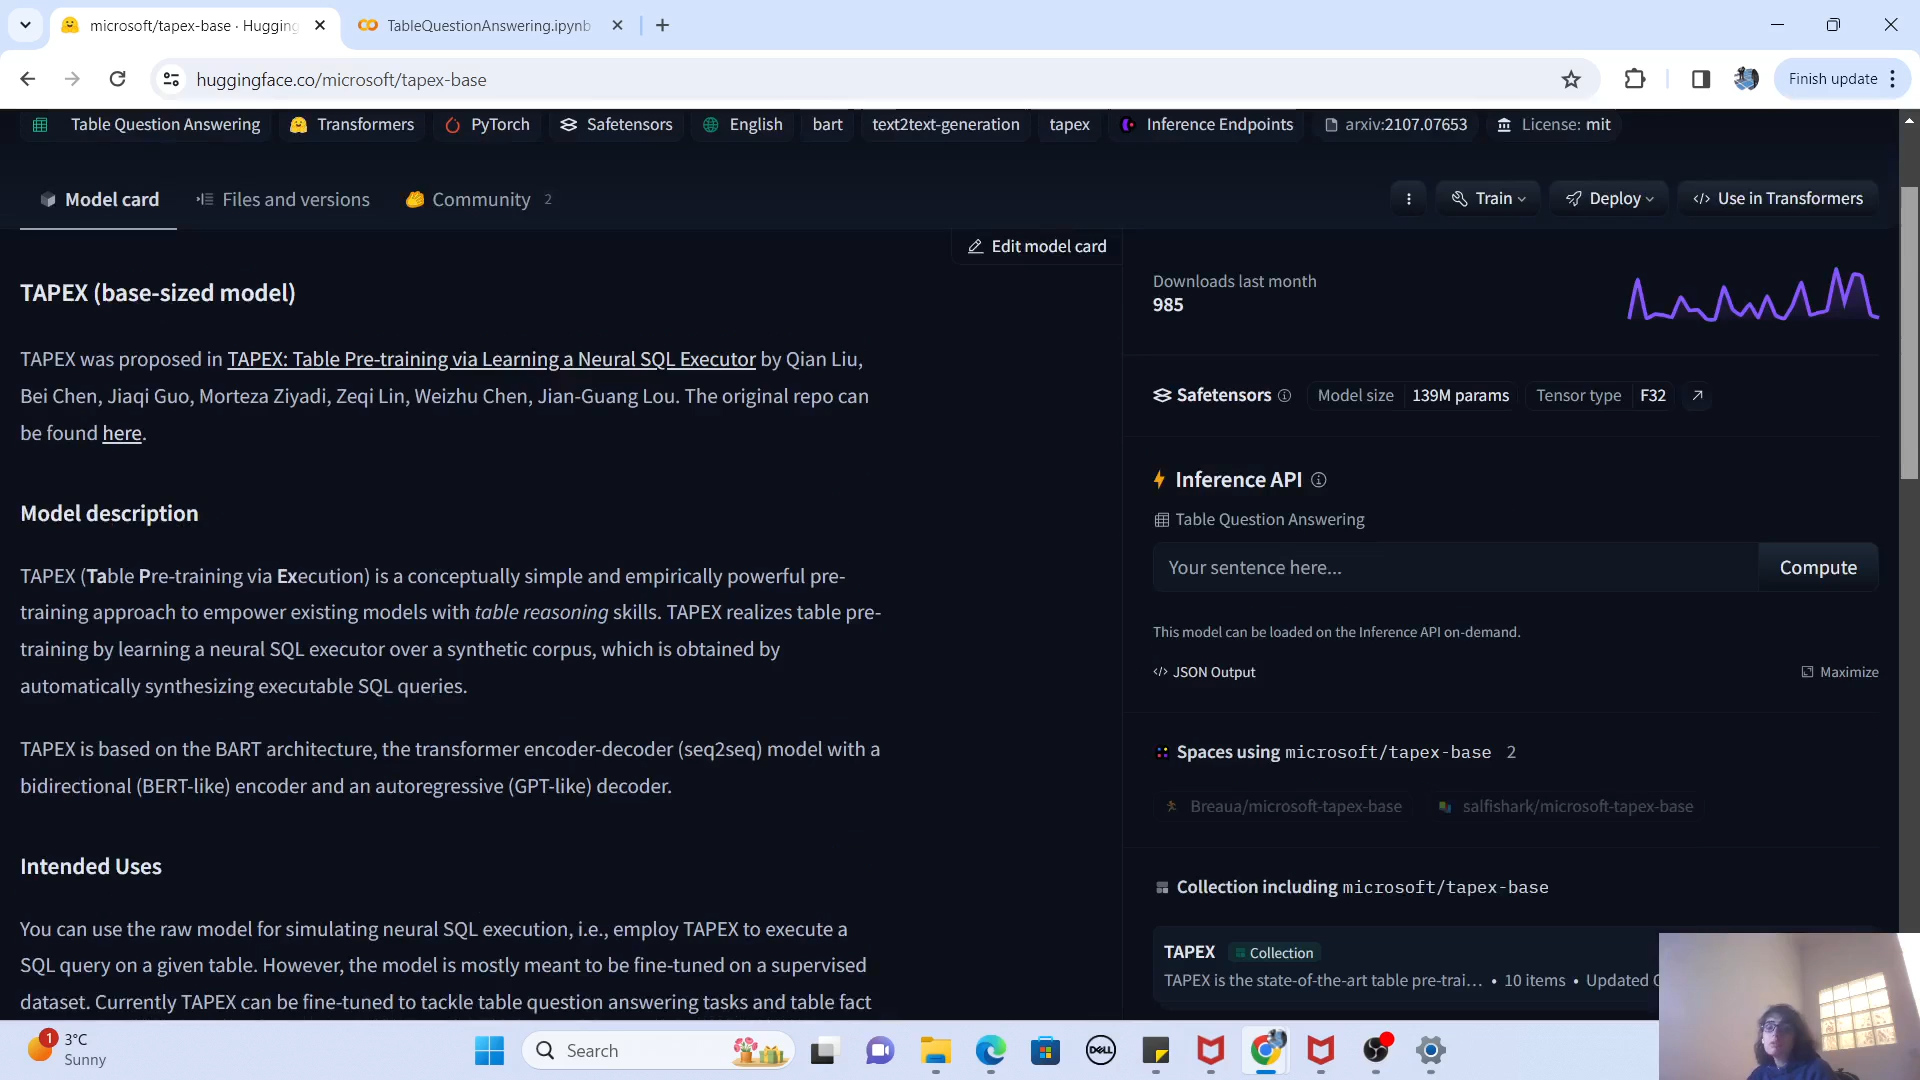 microsoft/tapex-base · Hugging
TableQuestionAnswering.ipynb
huggingface.co/microsoft/tapex-base
Finish update
Table Question Answering
Transformers
PyTorch
Safetensors
English
bart
text2text-generation
tapex
Inference Endpoints
arxiv:2107.07653
License: mit
Model card
Files and versions
Community 2
Train
Deploy
</> Use in Transformers
Edit model card
TAPEX (base-sized model)
TAPEX was proposed in TAPEX: Table Pre-training via Learning a Neural SQL Executor by Qian Liu,
Bei Chen, Jiaqi Guo, Morteza Ziyadi, Zeqi Lin, Weizhu Chen, Jian-Guang Lou. The original repo can
be found here.
Model description
TAPEX (Table Pre-training via Execution) is a conceptually simple and empirically powerful pre-
training approach to empower existing models with table reasoning skills. TAPEX realizes table pre-
training by learning a neural SQL executor over a synthetic corpus, which is obtained by
automatically synthesizing executable SQL queries.
TAPEX is based on the BART architecture, the transformer encoder-decoder (seq2seq) model with a
bidirectional (BERT-like) encoder and an autoregressive (GPT-like) decoder.
Intended Uses
You can use the raw model for simulating neural SQL execution, i.e., employ TAPEX to execute a
SQL query on a given table. However, the model is mostly meant to be fine-tuned on a supervised
dataset. Currently TAPEX can be fine-tuned to tackle table question answering tasks and table fact
Downloads last month
985
Safetensors
Model size 139M params
Tensor type F32
Inference API
Table Question Answering
Your sentence here...
Compute
This model can be loaded on the Inference API on-demand.
</> JSON Output
Maximize
Spaces using microsoft/tapex-base 2
Breaua/microsoft-tapex-base
salfishark/microsoft-tapex-base
Collection including microsoft/tapex-base
TAPEX Collection
TAPEX is the state-of-the-art table pre-trai... • 10 items • Updated
1
3°C
Sunny
Search
DELL